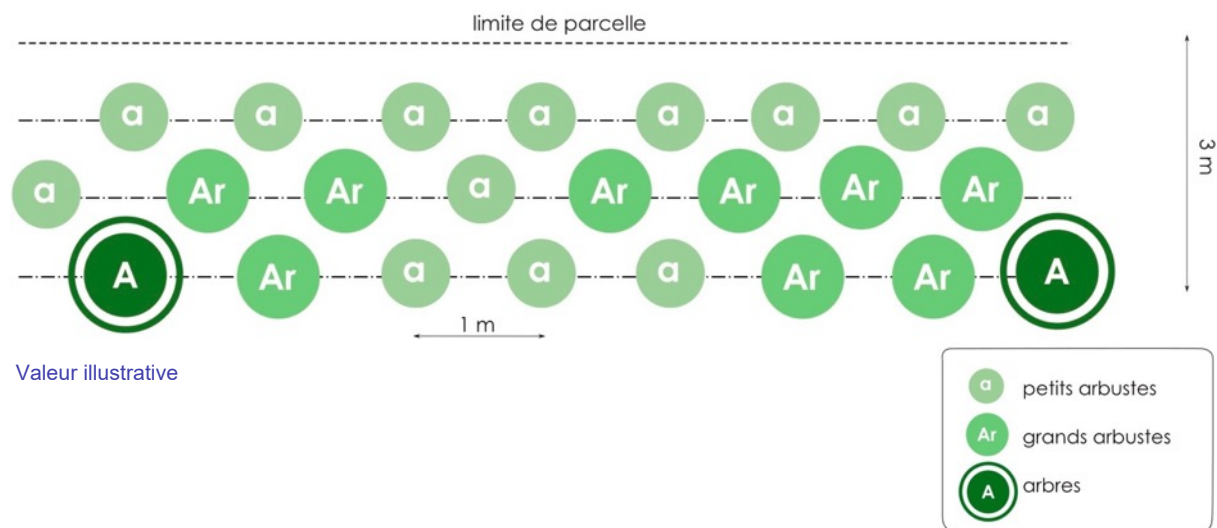 limite de parcelle
a a a a a a a a
3 m
a Ar Ar a Ar Ar Ar Ar
A Ar a a a Ar Ar A
1 m
Valeur illustrative
a petits arbustes
Ar grands arbustes
A arbres